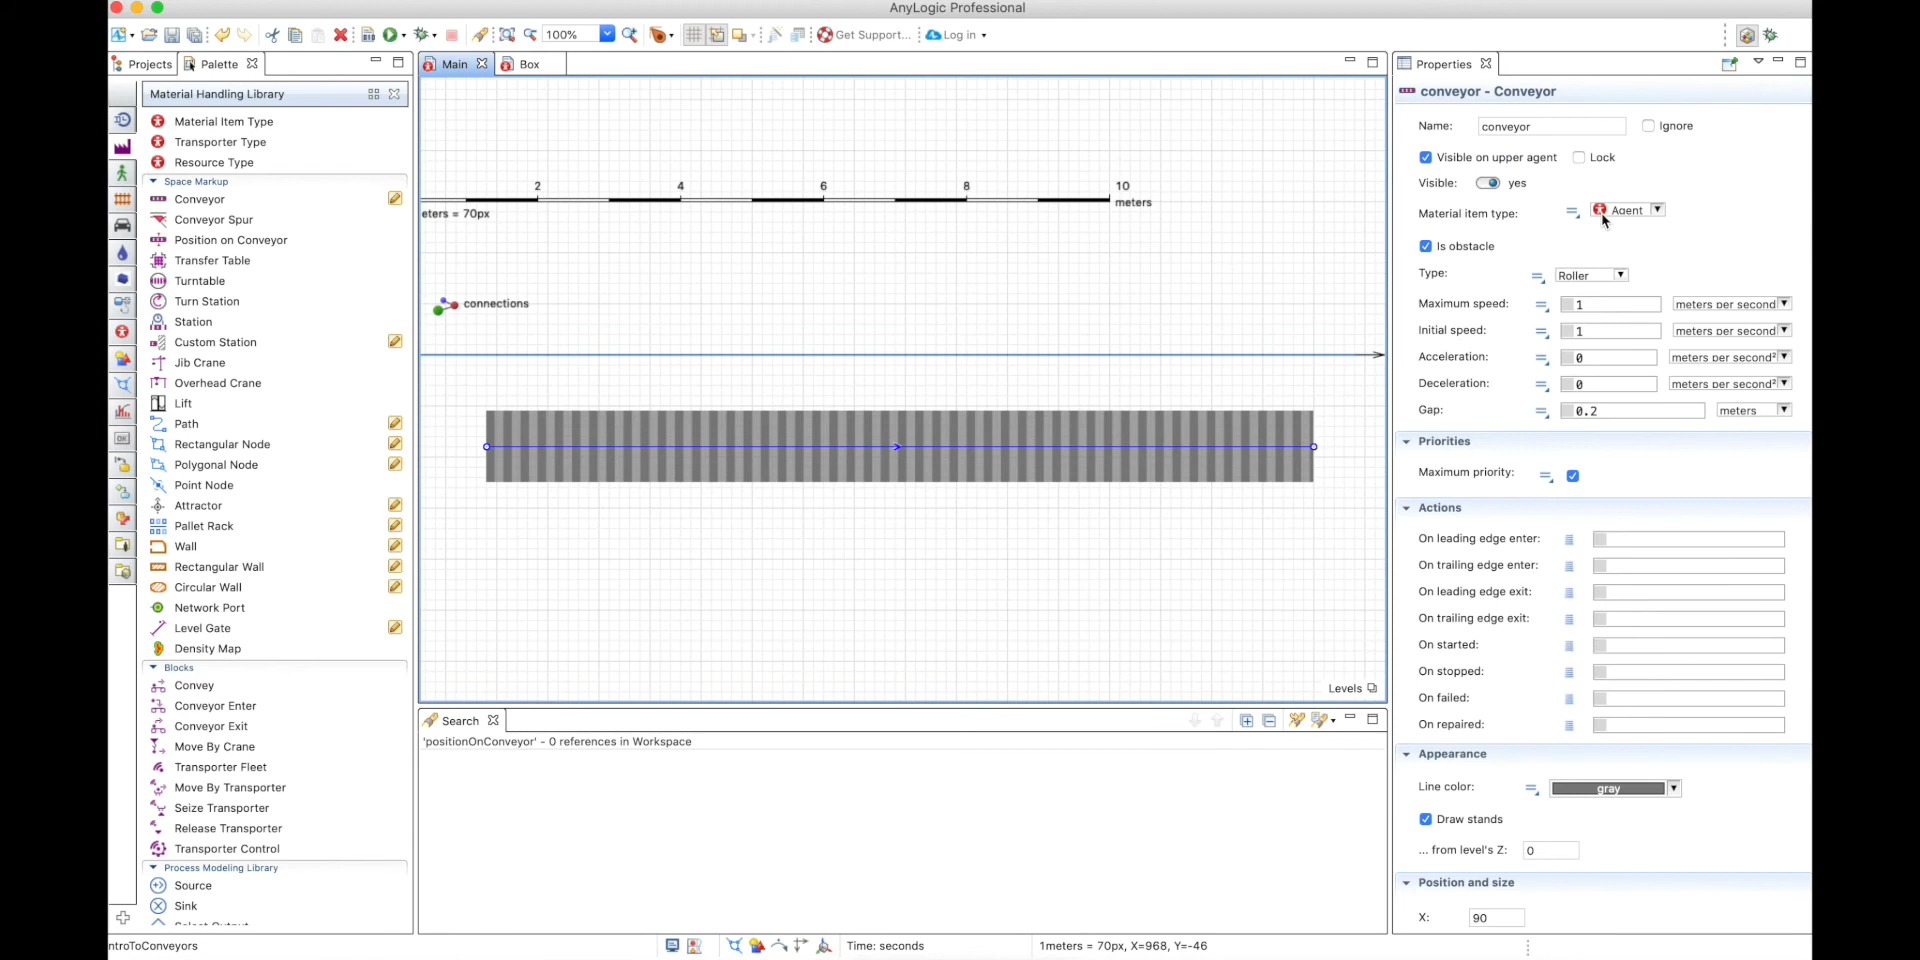 AnyLogic Professional
100%
Get Support...
Log in
Projects
Palette
Main
Box
Properties
Material Handling Library
Material Item Type
Transporter Type
Resource Type
Space Markup
Conveyor
Conveyor Spur
Position on Conveyor
Transfer Table
Turntable
Turn Station
Station
Custom Station
Jib Crane
Overhead Crane
Lift
Path
Rectangular Node
Polygonal Node
Point Node
Attractor
Pallet Rack
Wall
Rectangular Wall
Circular Wall
Network Port
Level Gate
Density Map
Blocks
Convey
Conveyor Enter
Conveyor Exit
Move By Crane
Transporter Fleet
Move By Transporter
Seize Transporter
Release Transporter
Transporter Control
Process Modeling Library
Source
Sink
Select Output
2 4 6 8 10
meters
eters = 70px
connections
Levels
Search
'positionOnConveyor' - 0 references in Workspace
conveyor - Conveyor
Name: conveyor Ignore
Visible on upper agent Lock
Visible: yes
Material item type: Agent
Is obstacle
Type: Roller
Maximum speed: 1 meters per second
Initial speed: 1 meters per second
Acceleration: 0 meters per second²
Deceleration: 0 meters per second²
Gap: 0.2 meters
Priorities
Maximum priority:
Actions
On leading edge enter:
On trailing edge enter:
On leading edge exit:
On trailing edge exit:
On started:
On stopped:
On failed:
On repaired:
Appearance
Line color: gray
Draw stands
... from level's Z: 0
Position and size
X: 90
ntroToConveyors
Time: seconds
1meters = 70px, X=968, Y=-46